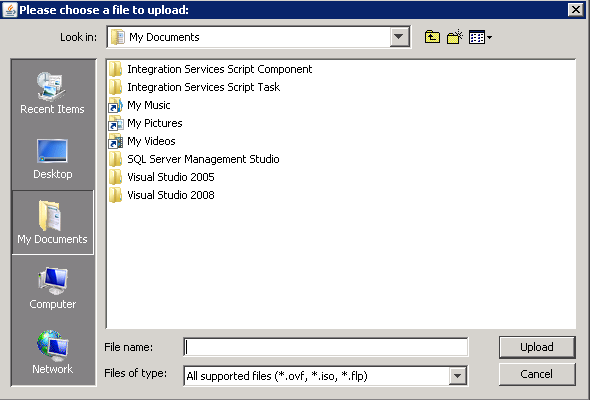 Please choose a file to upload:
Look in: My Documents
Recent Items
Desktop
My Documents
Computer
Network
Integration Services Script Component
Integration Services Script Task
My Music
My Pictures
My Videos
SQL Server Management Studio
Visual Studio 2005
Visual Studio 2008
File name: Upload
Files of type: All supported files (*.ovf, *.iso, *.flp) Cancel